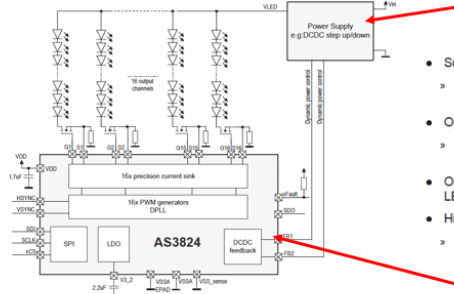 VLED
Vin
Power Supply
e.g:DCDC step up/down
16 output
channels
Dynamic power control
Dynamic power control
G1 S1
G2 S2
G15 S15
G16 S16
VDD
1.7uF
VDD
16x precision current sink
HSYNC
VSYNC
16x PWM generators
DPLL
xFault
SDO
SDI
SCLK
xCS
SPI
LDO
AS3824
DCDC
feedback
FB1
FB2
V3_2
2.2uF
VSSA
EPAD
VSSA
VSS_sense